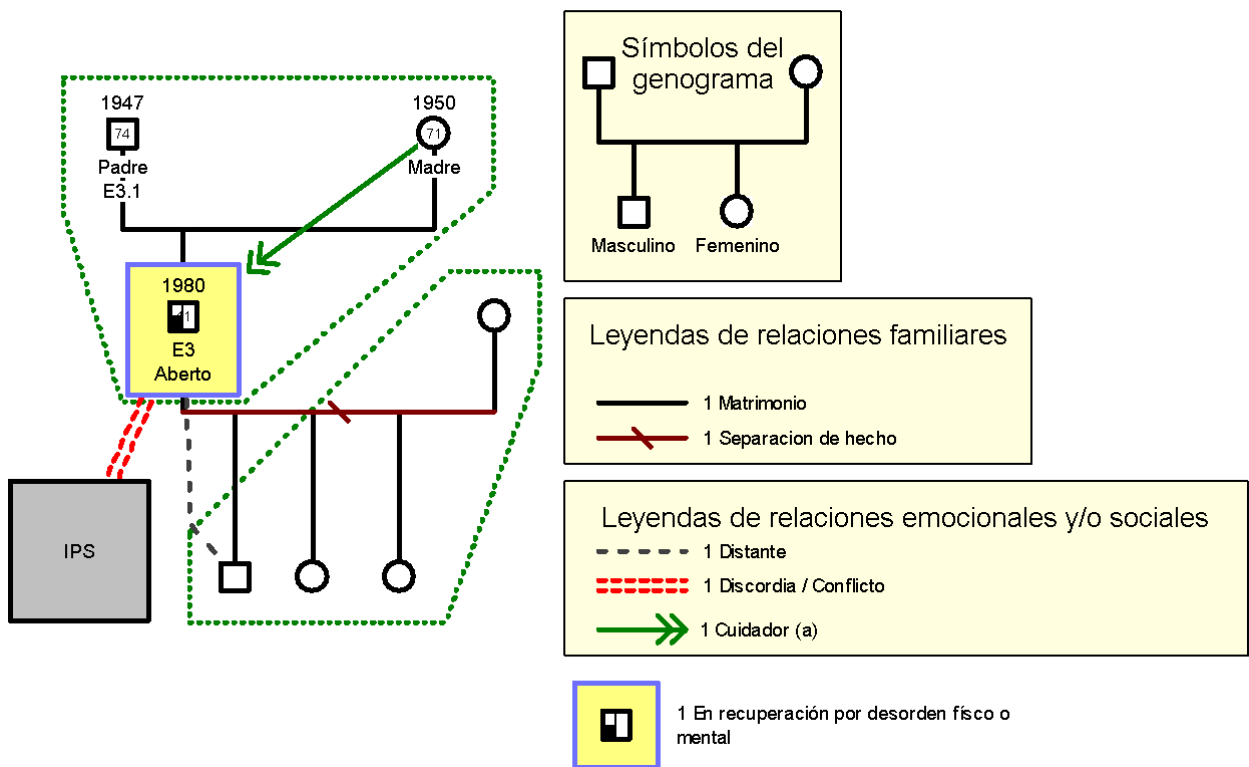 1947
1950
74
71
Padre
E3.1
Madre
1980
E3
Aberto
IPS
Símbolos del
genograma
Masculino
Femenino
Leyendas de relaciones familiares
1 Matrimonio
1 Separacion de hecho
Leyendas de relaciones emocionales y/o sociales
1 Distante
1 Discordia / Conflicto
1 Cuidador (a)
1 En recuperación por desorden físco o
mental